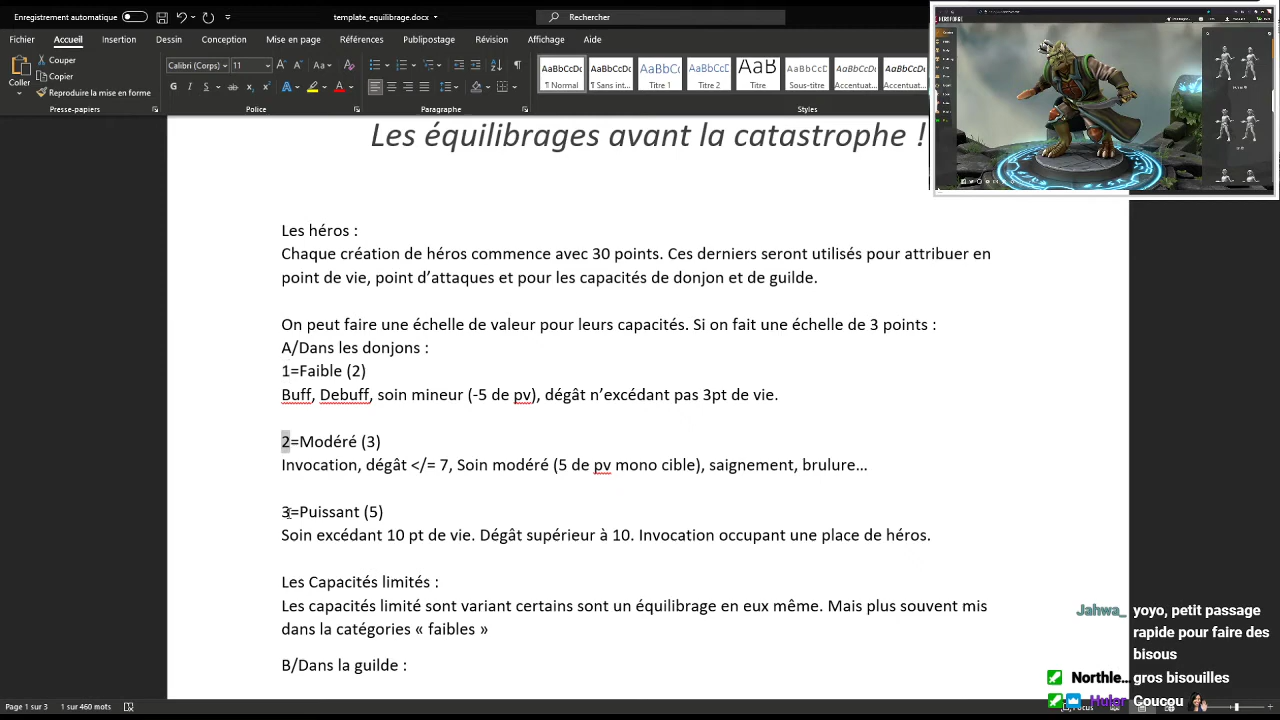 Enregistrement automatique
template_equilibrage.docx
Rechercher
Fichier Accueil Insertion Dessin Conception Mise en page Références Publipostage Révision Affichage Aide
Coller
Couper
Copier
Reproduire la mise en forme
Presse-papiers
Calibri (Corps) 11
Police
Paragraphe
AaBbCcDc AaBbCcDc AaBbCc AaBbCcD AaB AaBbCcD AaBbCcDc AaBbCcDc
¶ Normal ¶ Sans int... Titre 1 Titre 2 Titre Sous-titre Accentuat... Accentuat...
Styles
HEROFORGE
Les équilibrages avant la catastrophe !
Les héros :
Chaque création de héros commence avec 30 points. Ces derniers seront utilisés pour attribuer en
point de vie, point d’attaques et pour les capacités de donjon et de guilde.
On peut faire une échelle de valeur pour leurs capacités. Si on fait une échelle de 3 points :
A/Dans les donjons :
1=Faible (2)
Buff, Debuff, soin mineur (-5 de pv), dégât n’excédant pas 3pt de vie.
2=Modéré (3)
Invocation, dégât </= 7, Soin modéré (5 de pv mono cible), saignement, brulure…
3=Puissant (5)
Soin excédant 10 pt de vie. Dégât supérieur à 10. Invocation occupant une place de héros.
Les Capacités limités :
Les capacités limité sont variant certains sont un équilibrage en eux même. Mais plus souvent mis
dans la catégories « faibles »
B/Dans la guilde :
Jahwa_ yoyo, petit passage
rapide pour faire des
bisous
Northle... gros bisouilles
Hulor Coucou
Page 1 sur 3 1 sur 460 mots
Focus